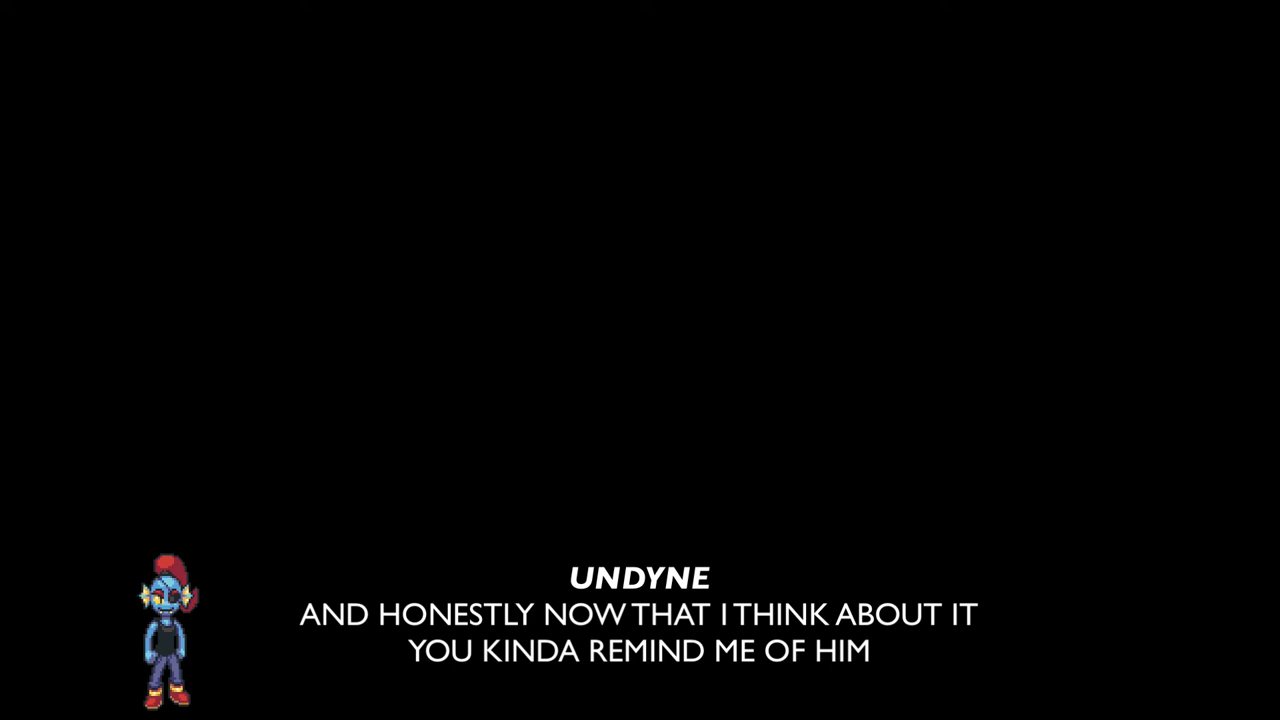 UNDYNE
AND HONESTLY NOW THAT I THINK ABOUT IT
YOU KINDA REMIND ME OF HIM